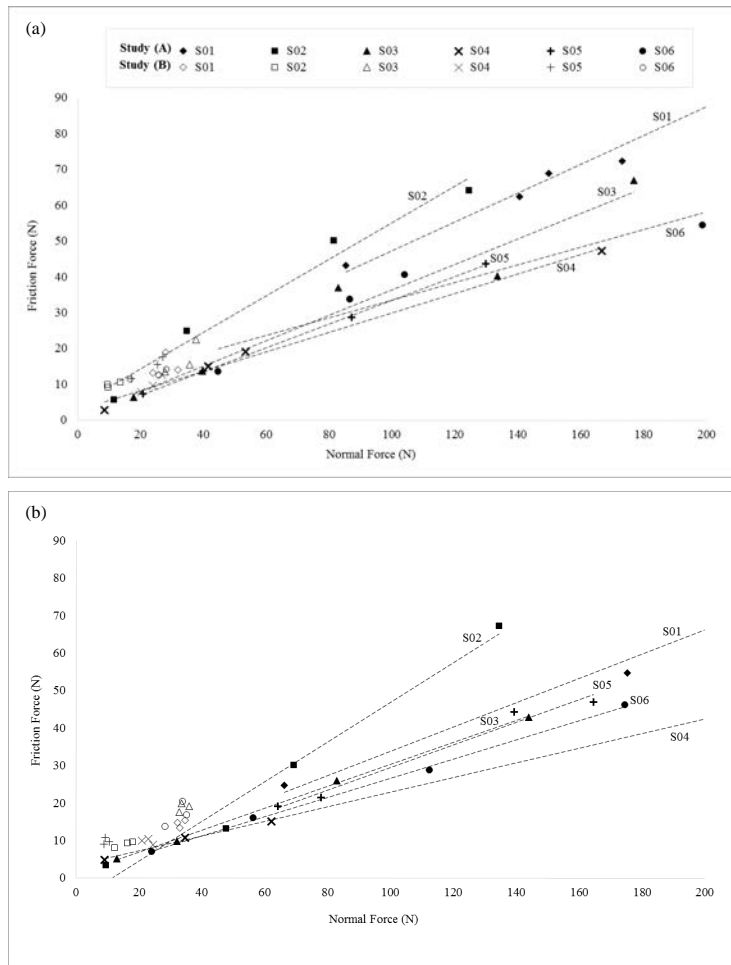 (a)
Study (A) S01 S02 S03 S04 S05 S06
Study (B) S01 S02 S03 S04 S05 S06
90
80
70
60
50
40
30
20
10
0
Friction Force (N)
S01
S02
S03
S06
S05
S04
0 20 40 60 80 100 120 140 160 180 200
Normal Force (N)
(b)
90
80
70
60
50
40
30
20
10
0
Friction Force (N)
S02
S01
S05
S03
S06
S04
0 20 40 60 80 100 120 140 160 180 200
Normal Force (N)